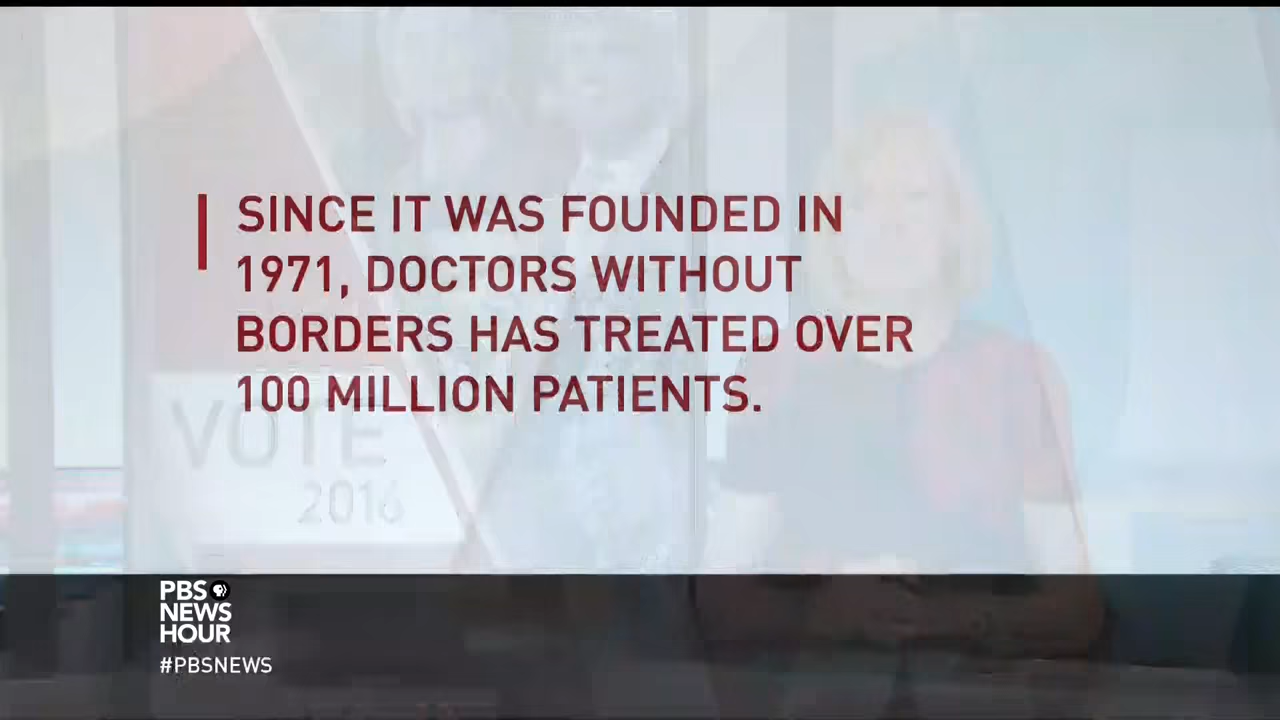 SINCE IT WAS FOUNDED IN
1971, DOCTORS WITHOUT
BORDERS HAS TREATED OVER
100 MILLION PATIENTS.
VOTE
2016
PBS
NEWS
HOUR
#PBSNEWS